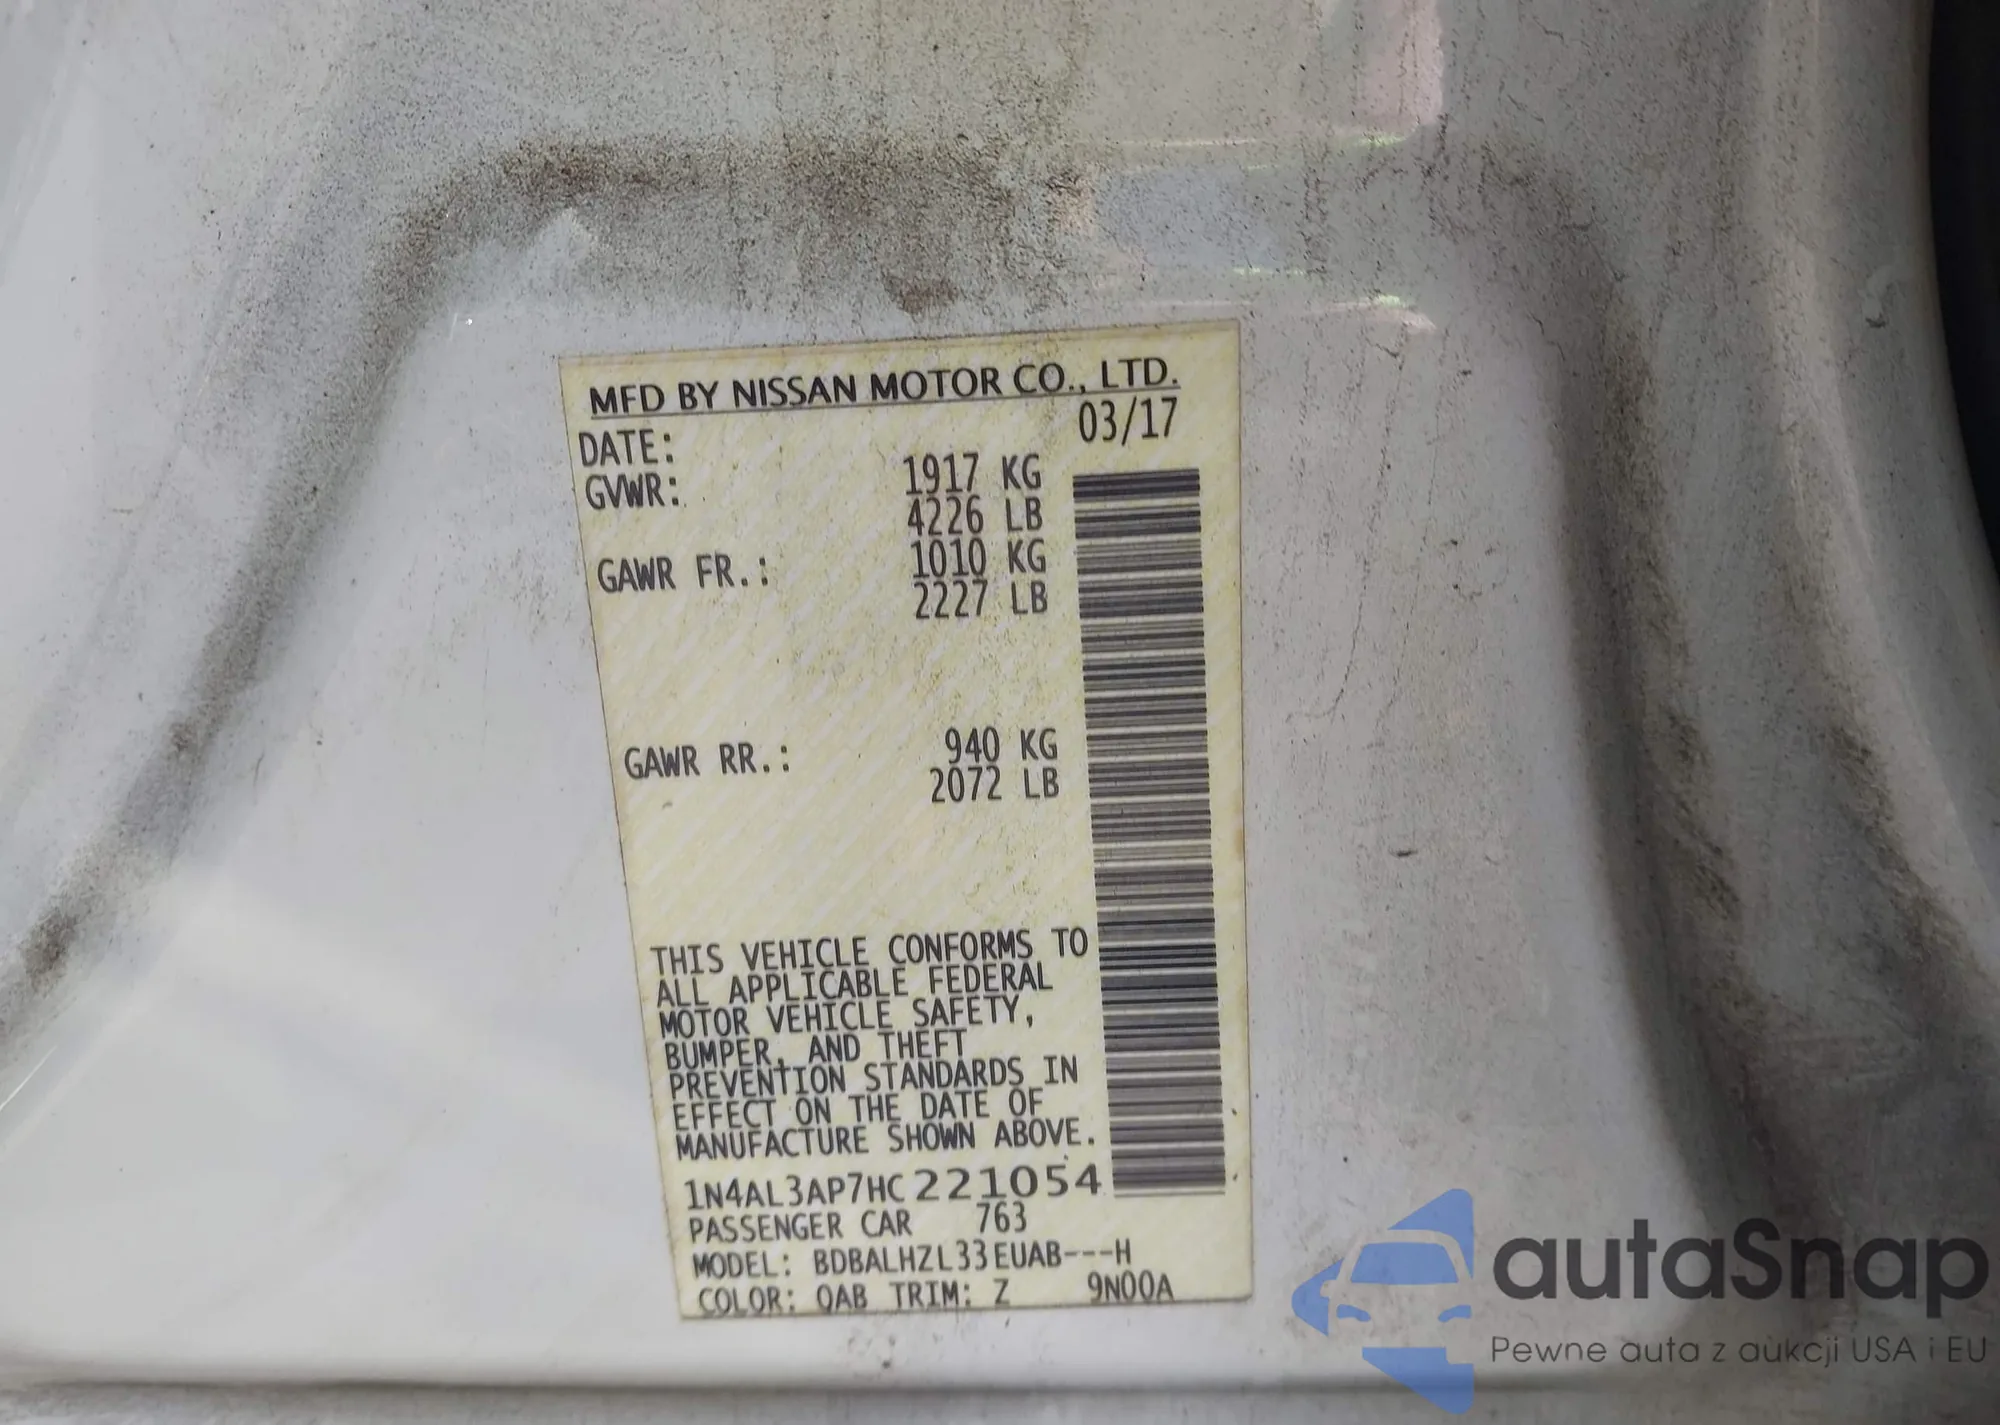 MFD BY NISSAN MOTOR CO., LTD.
DATE: 03/17
GVWR: 1917 KG
4226 LB
GAWR FR.: 1010 KG
2227 LB
GAWR RR.: 940 KG
2072 LB
THIS VEHICLE CONFORMS TO
ALL APPLICABLE FEDERAL
MOTOR VEHICLE SAFETY,
BUMPER, AND THEFT
PREVENTION STANDARDS IN
EFFECT ON THE DATE OF
MANUFACTURE SHOWN ABOVE.
1N4AL3AP7HC221054
PASSENGER CAR 763
MODEL: BDBALHZL33EUAB---H
COLOR: QAB TRIM: Z 9N00A
autaSnap
Pewne auta z aukcji USA i EU